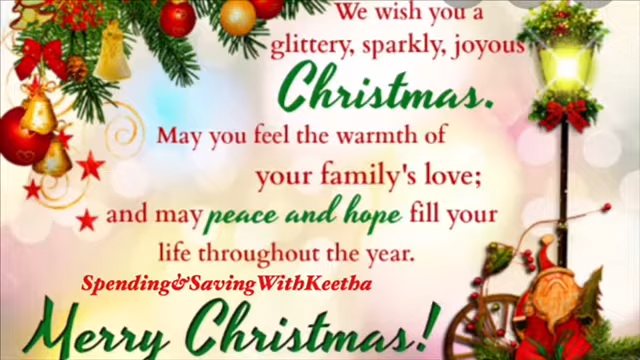 We wish you a
glittery, sparkly, joyous
Christmas.
May you feel the warmth of
your family's love;
and may peace and hope fill your
life throughout the year.
Spending&SavingWithKeetha
Merry Christmas!